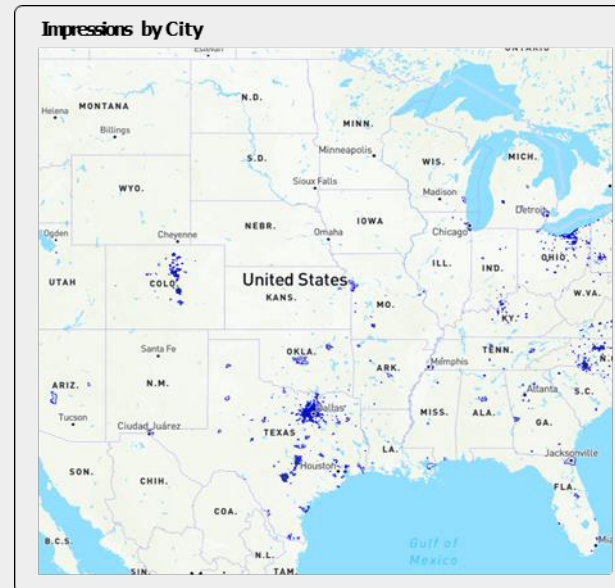 Impressions by City
ONTARIO
Estevan
Helena
MONTANA
N.D.
Billings
MINN.
Minneapolis
S.D.
WIS.
MICH.
Sioux Falls
WYO.
Madison
Detroit
IOWA
NEBR.
Omaha
Chicago
Ogden
Cheyenne
OHIO
ILL.
IND.
UTAH
COLO.
United States
KANS.
W.VA.
MO.
KY.
Santa Fe
OKLA.
TENN.
Memphis
N.
ARK.
ARIZ.
N.M.
S.C.
Atlanta
Dallas
MISS.
ALA.
Tucson
Ciudad Juárez
TEXAS
GA.
LA.
Jacksonville
Houston
SON.
CHIH.
FLA.
COA.
B.C.S.
Gulf of
Mexico
Mia
N.L.
SIN.
TAM.